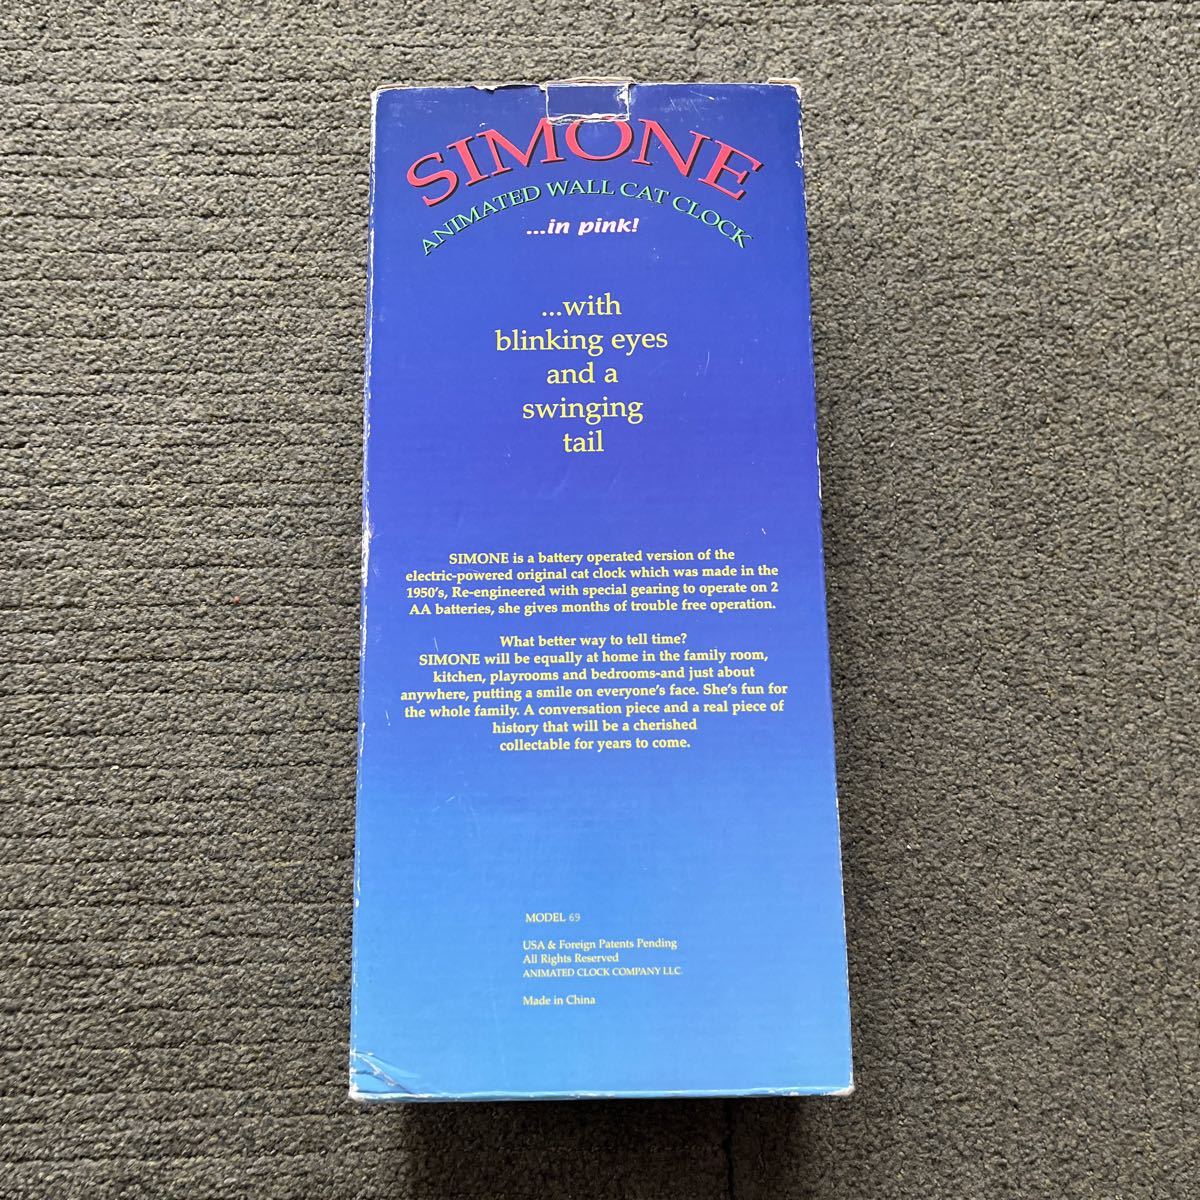 SIMONE
ANIMATED WALL CAT CLOCK
...in pink!
...with
blinking eyes
and a
swinging
tail
SIMONE is a battery operated version of the
electric-powered original cat clock which was made in the
1950's, Re-engineered with special gearing to operate on 2
AA batteries, she gives months of trouble free operation.
What better way to tell time?
SIMONE will be equally at home in the family room,
kitchen, playrooms and bedrooms-and just about
anywhere, putting a smile on everyone's face. She's fun for
the whole family. A conversation piece and a real piece of
history that will be a cherished
collectable for years to come.
MODEL 69
USA & Foreign Patents Pending
All Rights Reserved
ANIMATED CLOCK COMPANY LLC.
Made in China